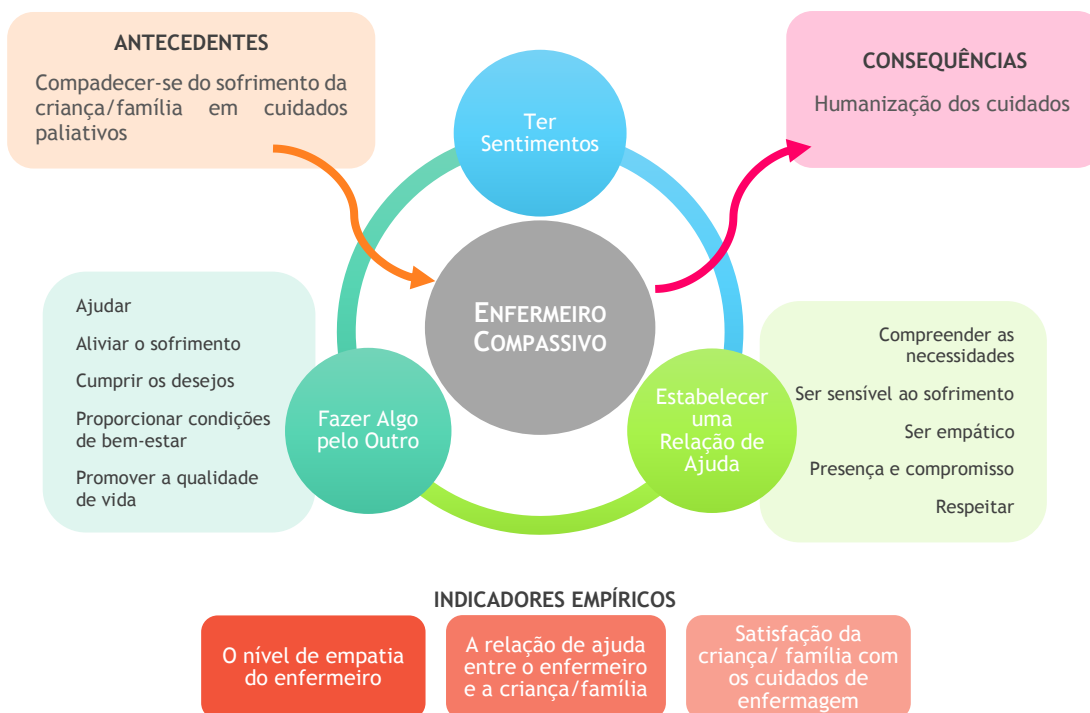 ANTECEDENTES
Compadecer-se do sofrimento da
criança/família em cuidados
paliativos
CONSEQUÊNCIAS
Humanização dos cuidados
Ter
Sentimentos
ENFERMEIRO
COMPASSIVO
Ajudar
Aliviar o sofrimento
Cumprir os desejos
Proporcionar condições
de bem-estar
Promover a qualidade
de vida
Fazer Algo
pelo Outro
Estabelecer
uma
Relação de
Ajuda
Compreender as
necessidades
Ser sensível ao sofrimento
Ser empático
Presença e compromisso
Respeitar
INDICADORES EMPÍRICOS
O nível de empatia
do enfermeiro
A relação de ajuda
entre o enfermeiro
e a criança/família
Satisfação da
criança/ família com
os cuidados de
enfermagem